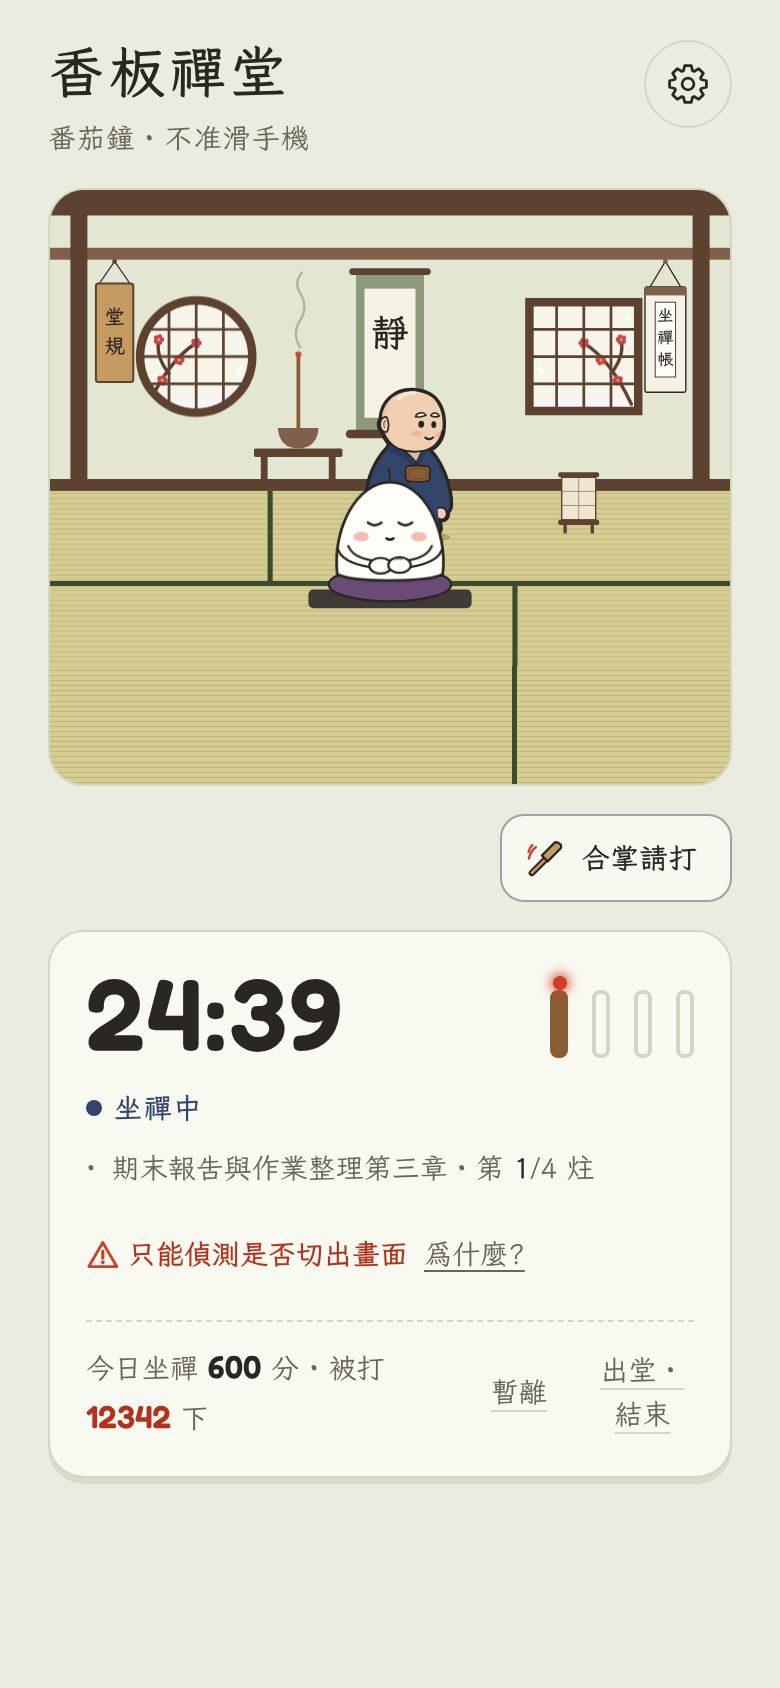 香板禪堂
番茄鐘・不准滑手機
堂規
靜
坐禪帳
合掌請打
24:39
坐禪中
・ 期末報告與作業整理第三章・第 1/4 炷
只能偵測是否切出畫面 為什麼?
今日坐禪 600 分・被打
12342 下
暫離
出堂・
結束